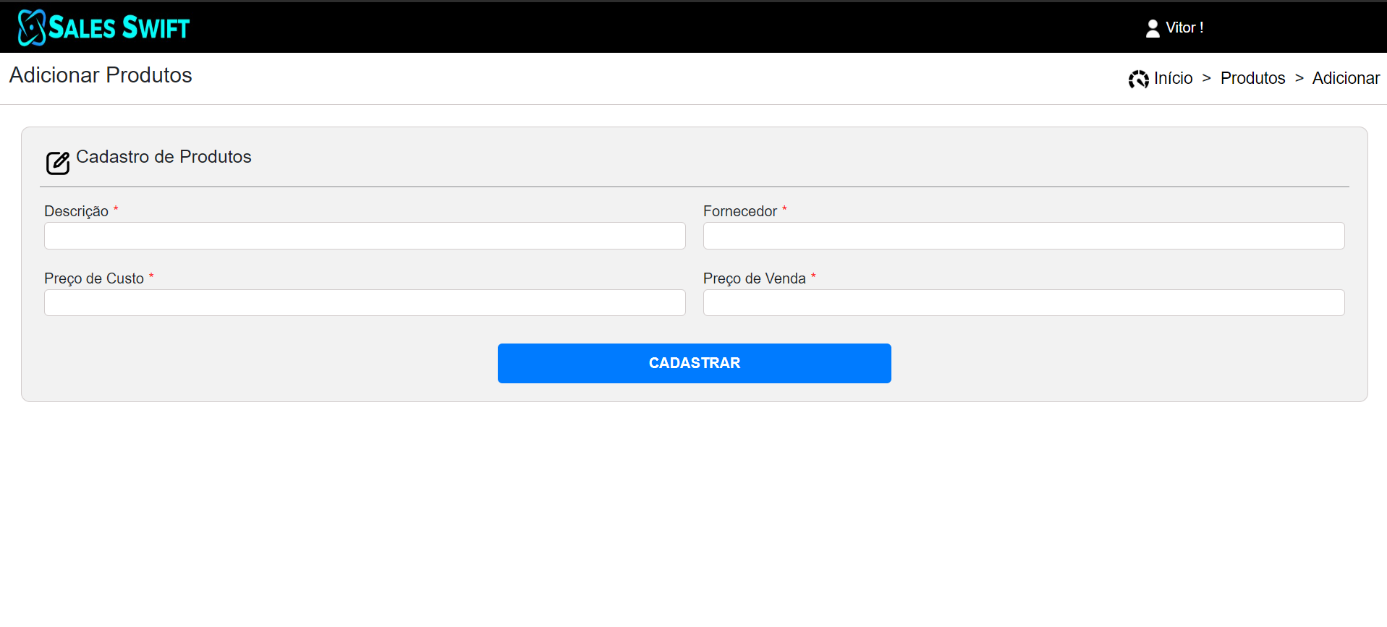 SALES SWIFT
Vitor !
Adicionar Produtos
Início > Produtos > Adicionar
Cadastro de Produtos
Descrição * Fornecedor *
Preço de Custo * Preço de Venda *
CADASTRAR